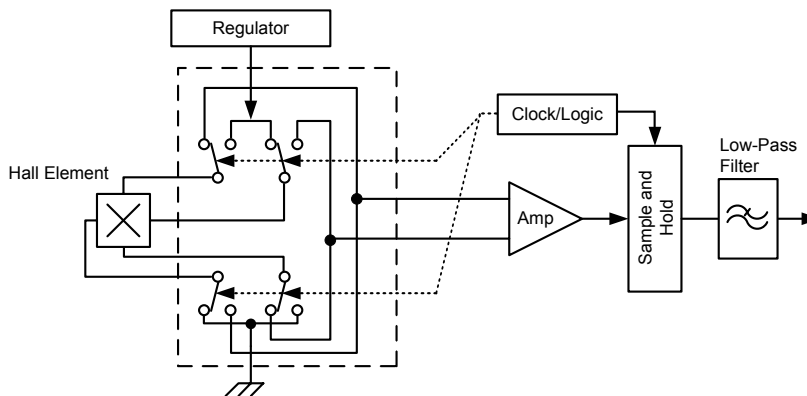 Regulator
Clock/Logic
Hall Element
Amp
Sample and
Hold
Low-Pass
Filter